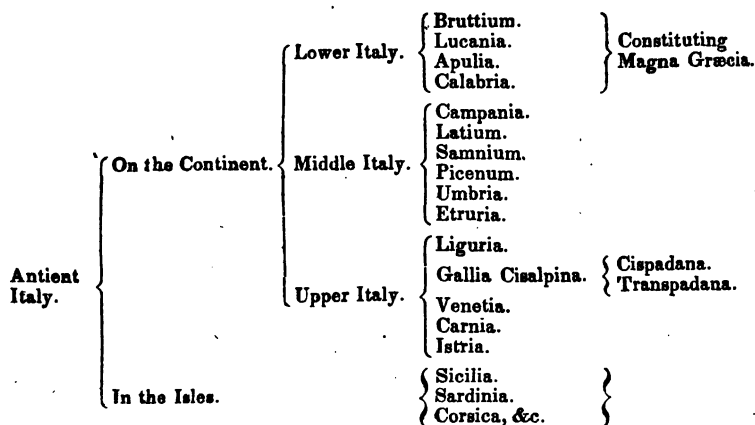 Bruttium.
Lower Italy. Lucania. Constituting
Apulia. Magna Græcia.
Calabria.
Campania.
Latium.
On the Continent. Middle Italy. Samnium.
Picenum.
Umbria.
Etruria.
Liguria.
Antient Gallia Cisalpina. Cispadana.
Italy. Transpadana.
Upper Italy. Venetia.
Carnia.
Istria.
In the Isles. Sicilia.
Sardinia.
Corsica, &c.